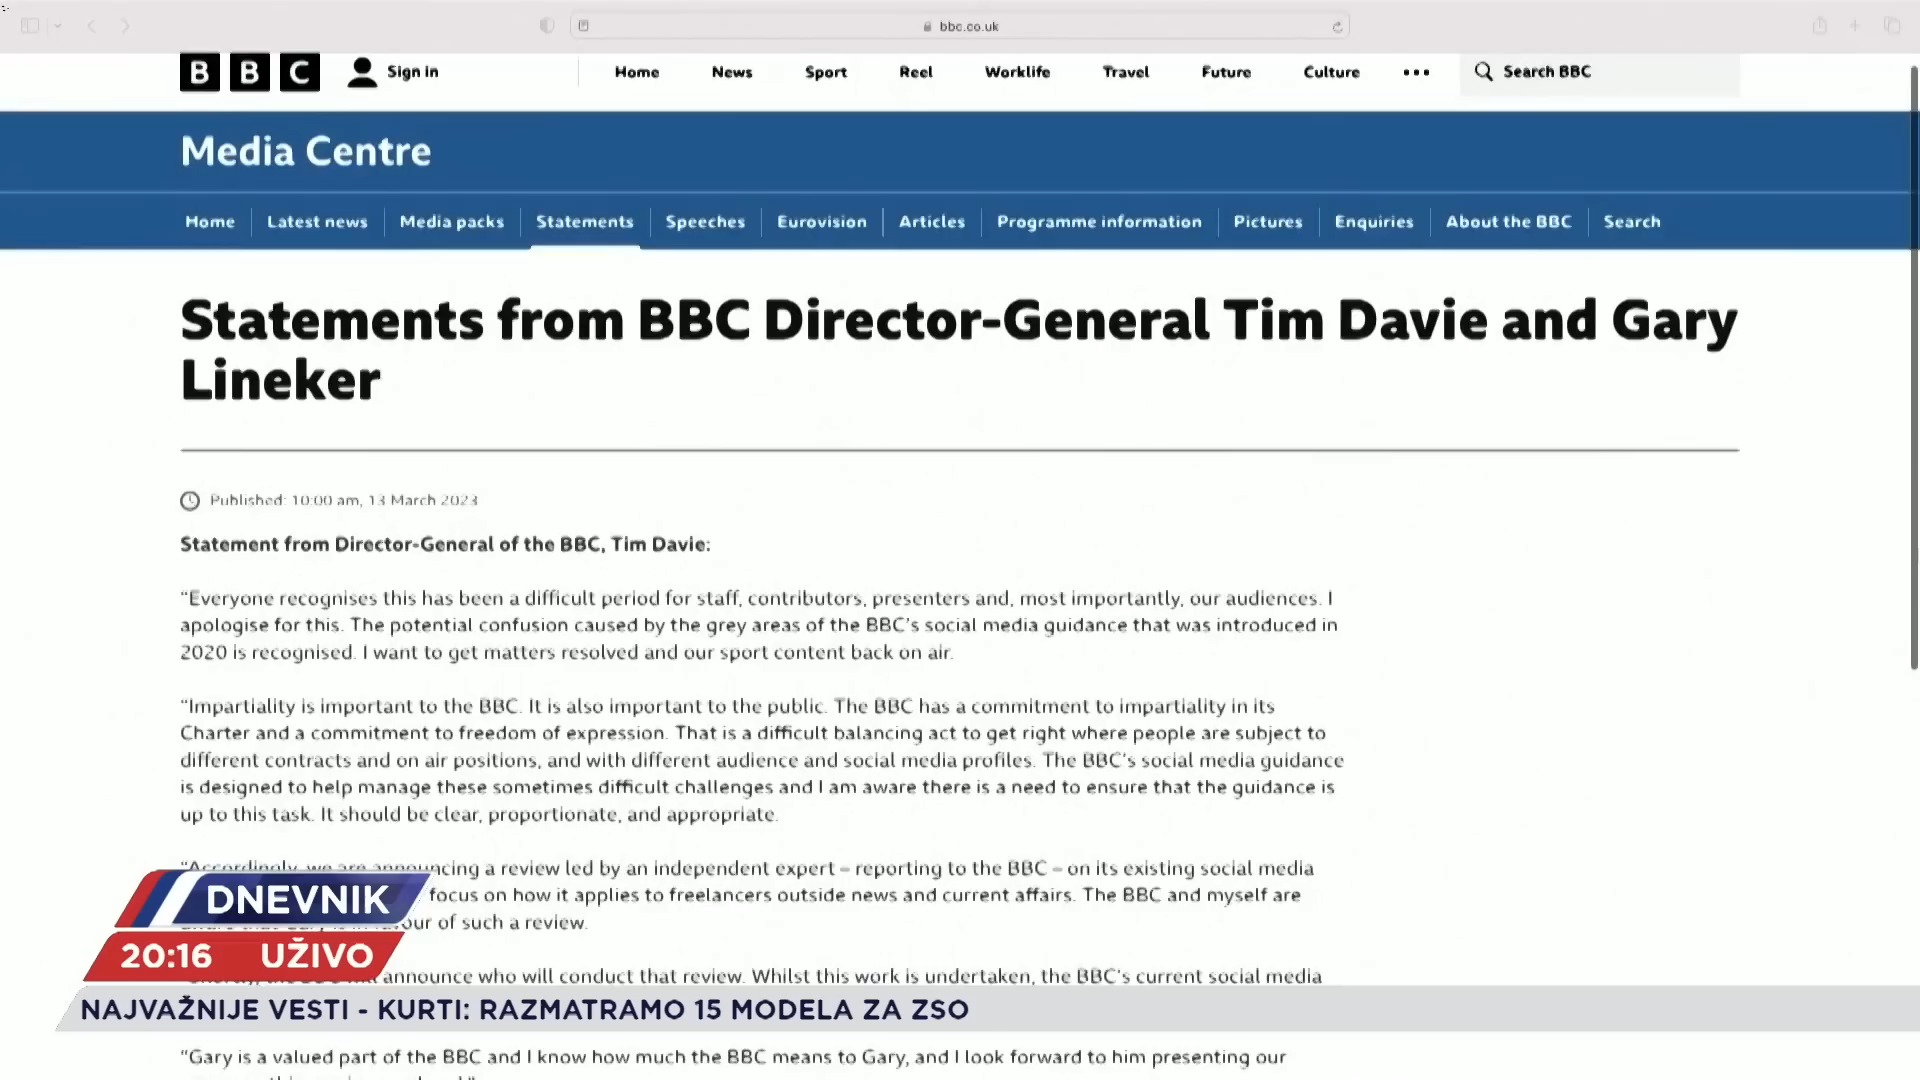 bbc.co.uk
BBC Sign in Home News Sport Reel Worklife Travel Future Culture Search BBC
Media Centre
Home Latest news Media packs Statements Speeches Eurovision Articles Programme information Pictures Enquiries About the BBC Search
Statements from BBC Director-General Tim Davie and Gary
Lineker
Published: 10:00 am, 13 March 2023
Statement from Director-General of the BBC, Tim Davie:
“Everyone recognises this has been a difficult period for staff, contributors, presenters and, most importantly, our audiences. I
apologise for this. The potential confusion caused by the grey areas of the BBC's social media guidance that was introduced in
2020 is recognised. I want to get matters resolved and our sport content back on air.
“Impartiality is important to the BBC. It is also important to the public. The BBC has a commitment to impartiality in its
Charter and a commitment to freedom of expression. That is a difficult balancing act to get right where people are subject to
different contracts and on air positions, and with different audience and social media profiles. The BBC's social media guidance
is designed to help manage these sometimes difficult challenges and I am aware there is a need to ensure that the guidance is
up to this task. It should be clear, proportionate, and appropriate.
“Accordingly, we are announcing a review led by an independent expert – reporting to the BBC – on its existing social media
focus on how it applies to freelancers outside news and current affairs. The BBC and myself are
of such a review.
announce who will conduct that review. Whilst this work is undertaken, the BBC's current social media
“Gary is a valued part of the BBC and I know how much the BBC means to Gary, and I look forward to him presenting our
DNEVNIK
20:16 UŽIVO
NAJVAŽNIJE VESTI - KURTI: RAZMATRAMO 15 MODELA ZA ZSO